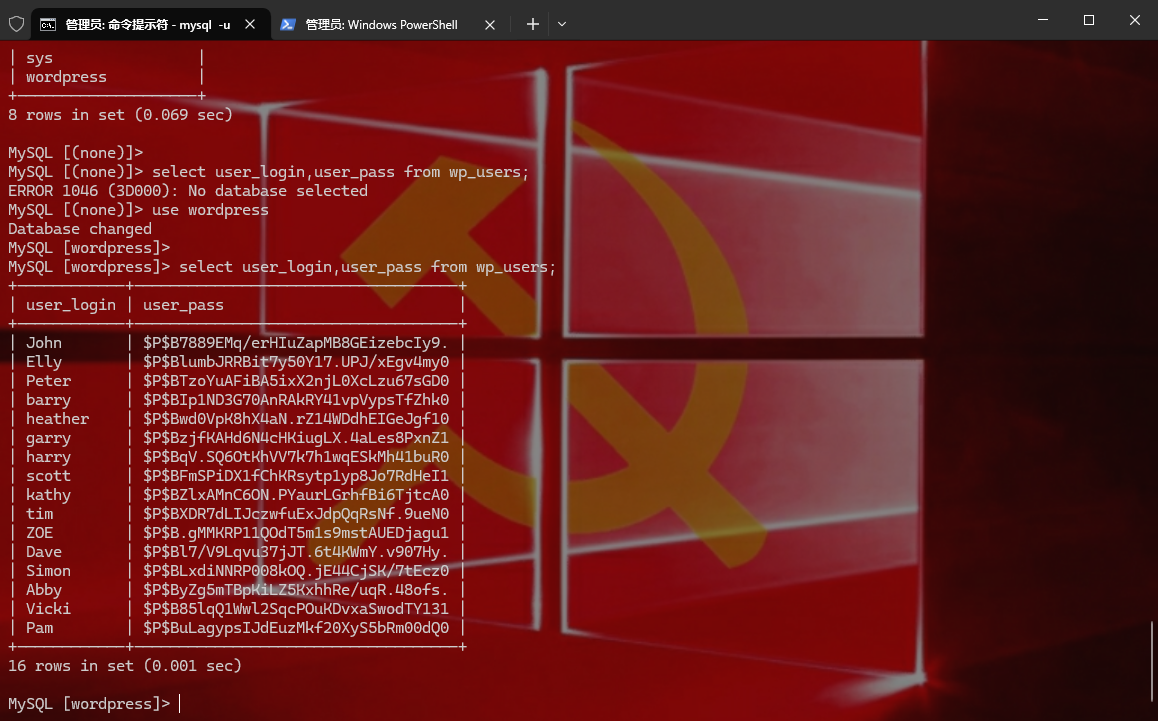 管理员: 命令提示符 - mysql -u
管理员: Windows PowerShell
| sys |
| wordpress |
+--------------------+
8 rows in set (0.069 sec)
MySQL [(none)]>
MySQL [(none)]> select user_login,user_pass from wp_users;
ERROR 1046 (3D000): No database selected
MySQL [(none)]> use wordpress
Database changed
MySQL [wordpress]>
MySQL [wordpress]> select user_login,user_pass from wp_users;
+------------+------------------------------------+
| user_login | user_pass |
+------------+------------------------------------+
| John | $P$B7889EMq/erHIuZapMB8GEizebcIy9. |
| Elly | $P$BlumbJRRBit7y50Y17.UPJ/xEgv4my0 |
| Peter | $P$BTzoYuAFiBA5ixX2njL0XcLzu67sGD0 |
| barry | $P$BIp1ND3G70AnRAkRY41vpVypsTfZhk0 |
| heather | $P$Bwd0VpK8hX4aN.rZ14WDdhEIGeJgf10 |
| garry | $P$BzjfKAHd6N4cHKiugLX.4aLes8PxnZ1 |
| harry | $P$BqV.SQ6OtKhVV7k7h1wqESkMh41buR0 |
| scott | $P$BFmSPiDX1fChKRsytp1yp8Jo7RdHeI1 |
| kathy | $P$BZlxAMnC6ON.PYaurLGrhfBi6TjtcA0 |
| tim | $P$BXDR7dLIJczwfuExJdpQqRsNf.9ueN0 |
| ZOE | $P$B.gMMKRP11QOdT5m1s9mstAUEDjagu1 |
| Dave | $P$Bl7/V9Lqvu37jJT.6t4KWmY.v907Hy. |
| Simon | $P$BLxdiNNRP008kOQ.jE44CjSK/7tEcz0 |
| Abby | $P$ByZg5mTBpKiLZ5KxhhRe/uqR.48ofs. |
| Vicki | $P$B85lqQ1Wwl2SqcPOuKDvxaSwodTY131 |
| Pam | $P$BuLagypsIJdEuzMkf20XyS5bRm00dQ0 |
+------------+------------------------------------+
16 rows in set (0.001 sec)
MySQL [wordpress]>